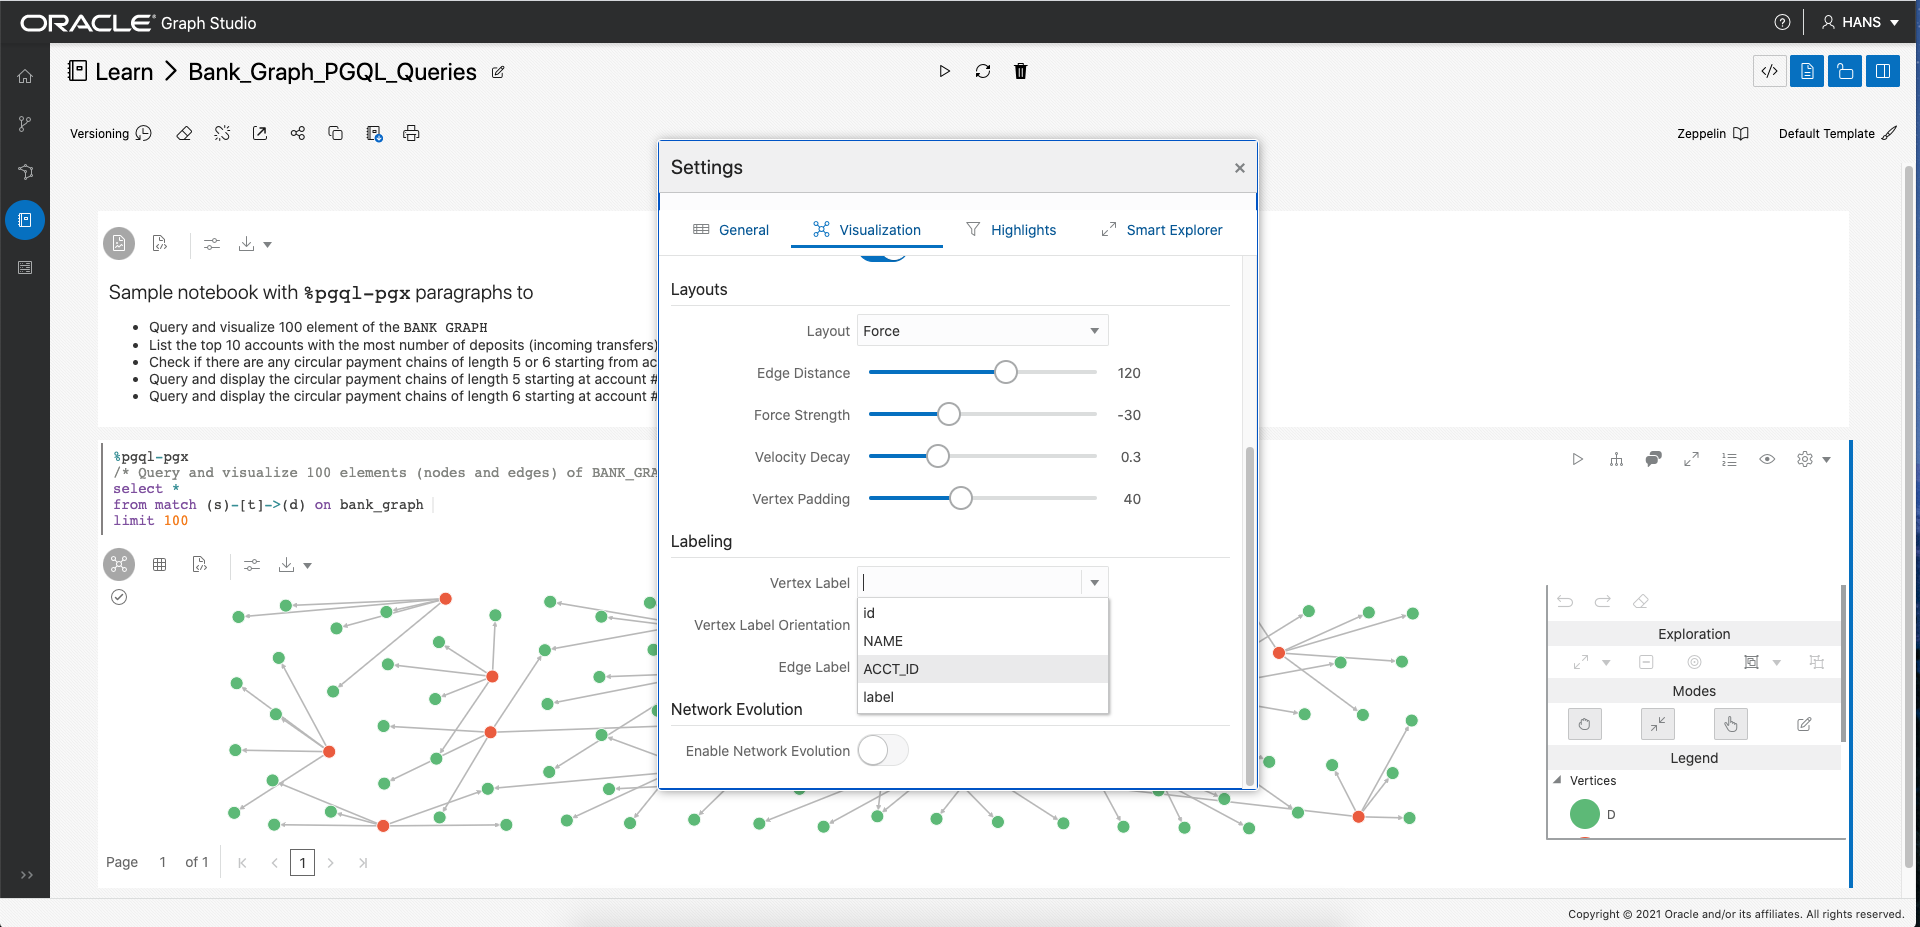 ORACLE Graph Studio
HANS
Learn > Bank_Graph_PGQL_Queries
Versioning
Zeppelin
Default Template
Settings
General
Visualization
Highlights
Smart Explorer
Sample notebook with %pgql-pgx paragraphs to
• Query and visualize 100 element of the BANK GRAPH
• List the top 10 accounts with the most number of deposits (incoming transfers)
• Check if there are any circular payment chains of length 5 or 6 starting from ac
• Query and display the circular payment chains of length 5 starting at account #
• Query and display the circular payment chains of length 6 starting at account #
Layouts
Layout Force
Edge Distance 120
Force Strength -30
Velocity Decay 0.3
Vertex Padding 40
Labeling
Vertex Label
id
NAME
ACCT_ID
label
Vertex Label Orientation
Edge Label
Network Evolution
Enable Network Evolution
%pgql-pgx
/* Query and visualize 100 elements (nodes and edges) of BANK_GRA
select *
from match (s)-[t]->(d) on bank_graph
limit 100
Exploration
Modes
Legend
Vertices
D
Page 1 of 1
1
Copyright © 2021 Oracle and/or its affiliates. All rights reserved.